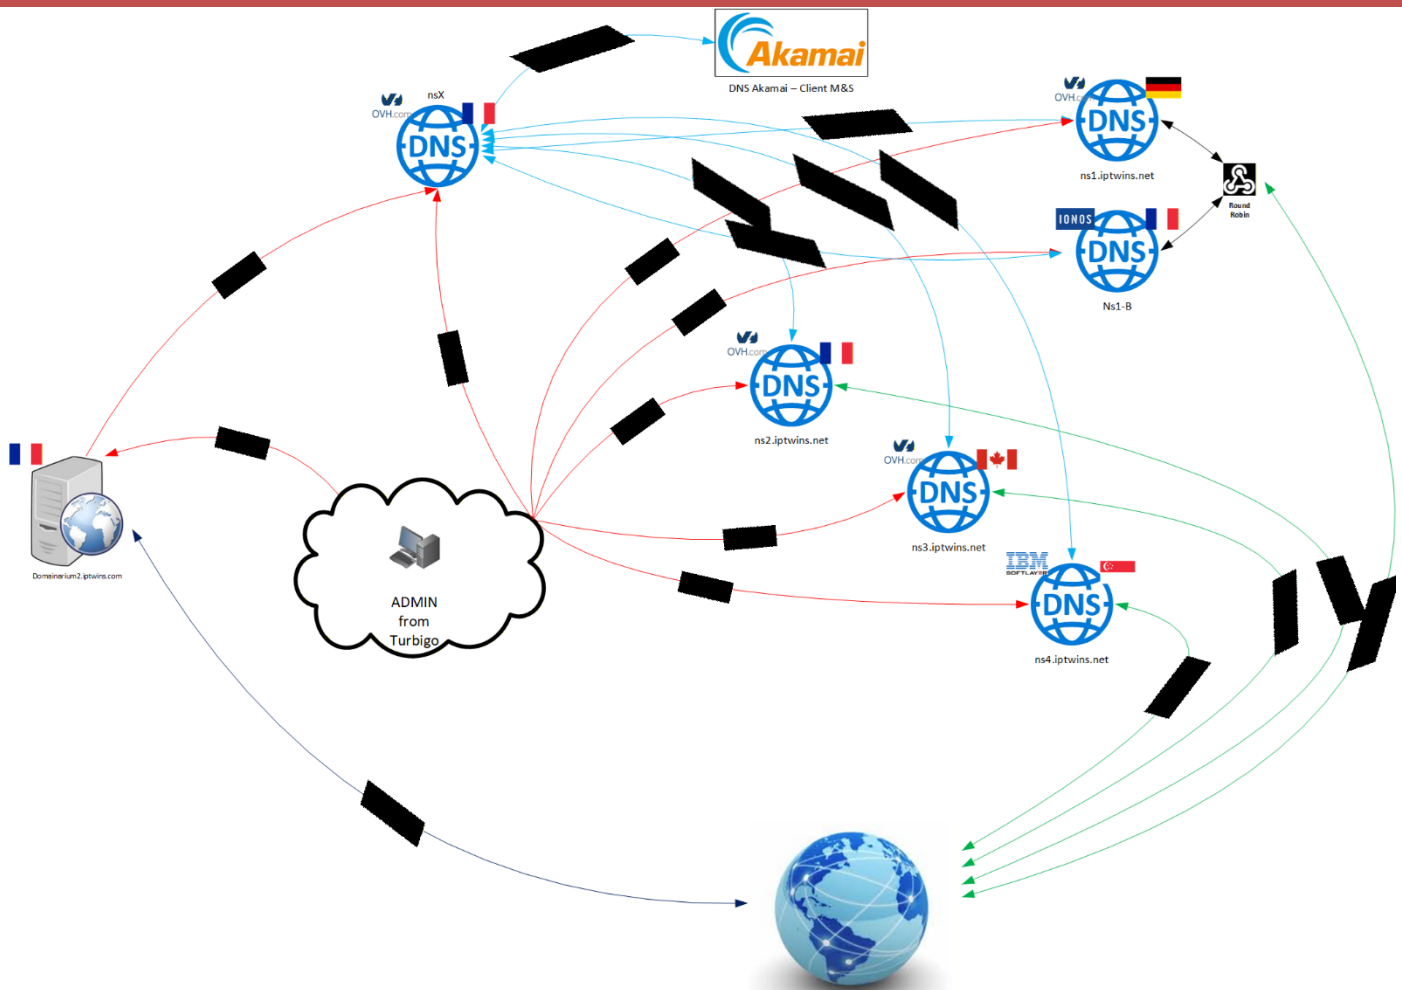 Akamai
DNS Akamai – Client M&S
nsX
OVH.com
DNS
OVH.com
DNS
ns1.iptwins.net
Round
Robin
IONOS
DNS
Ns1-B
OVH.com
DNS
ns2.iptwins.net
OVH.com
DNS
ns3.iptwins.net
IBM
SOFTLAYER
DNS
ns4.iptwins.net
Domainarium2.iptwins.com
ADMIN
from
Turbigo